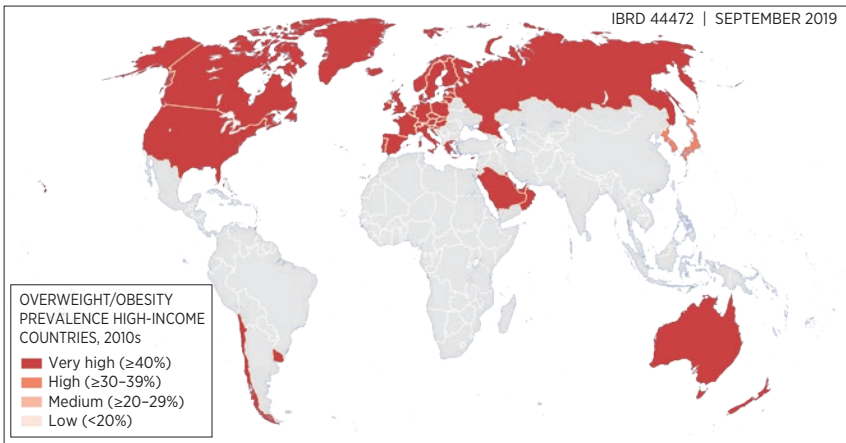 IBRD 44472 | SEPTEMBER 2019
OVERWEIGHT/OBESITY
PREVALENCE HIGH-INCOME
COUNTRIES, 2010s
Very high (≥40%)
High (≥30–39%)
Medium (≥20–29%)
Low (<20%)